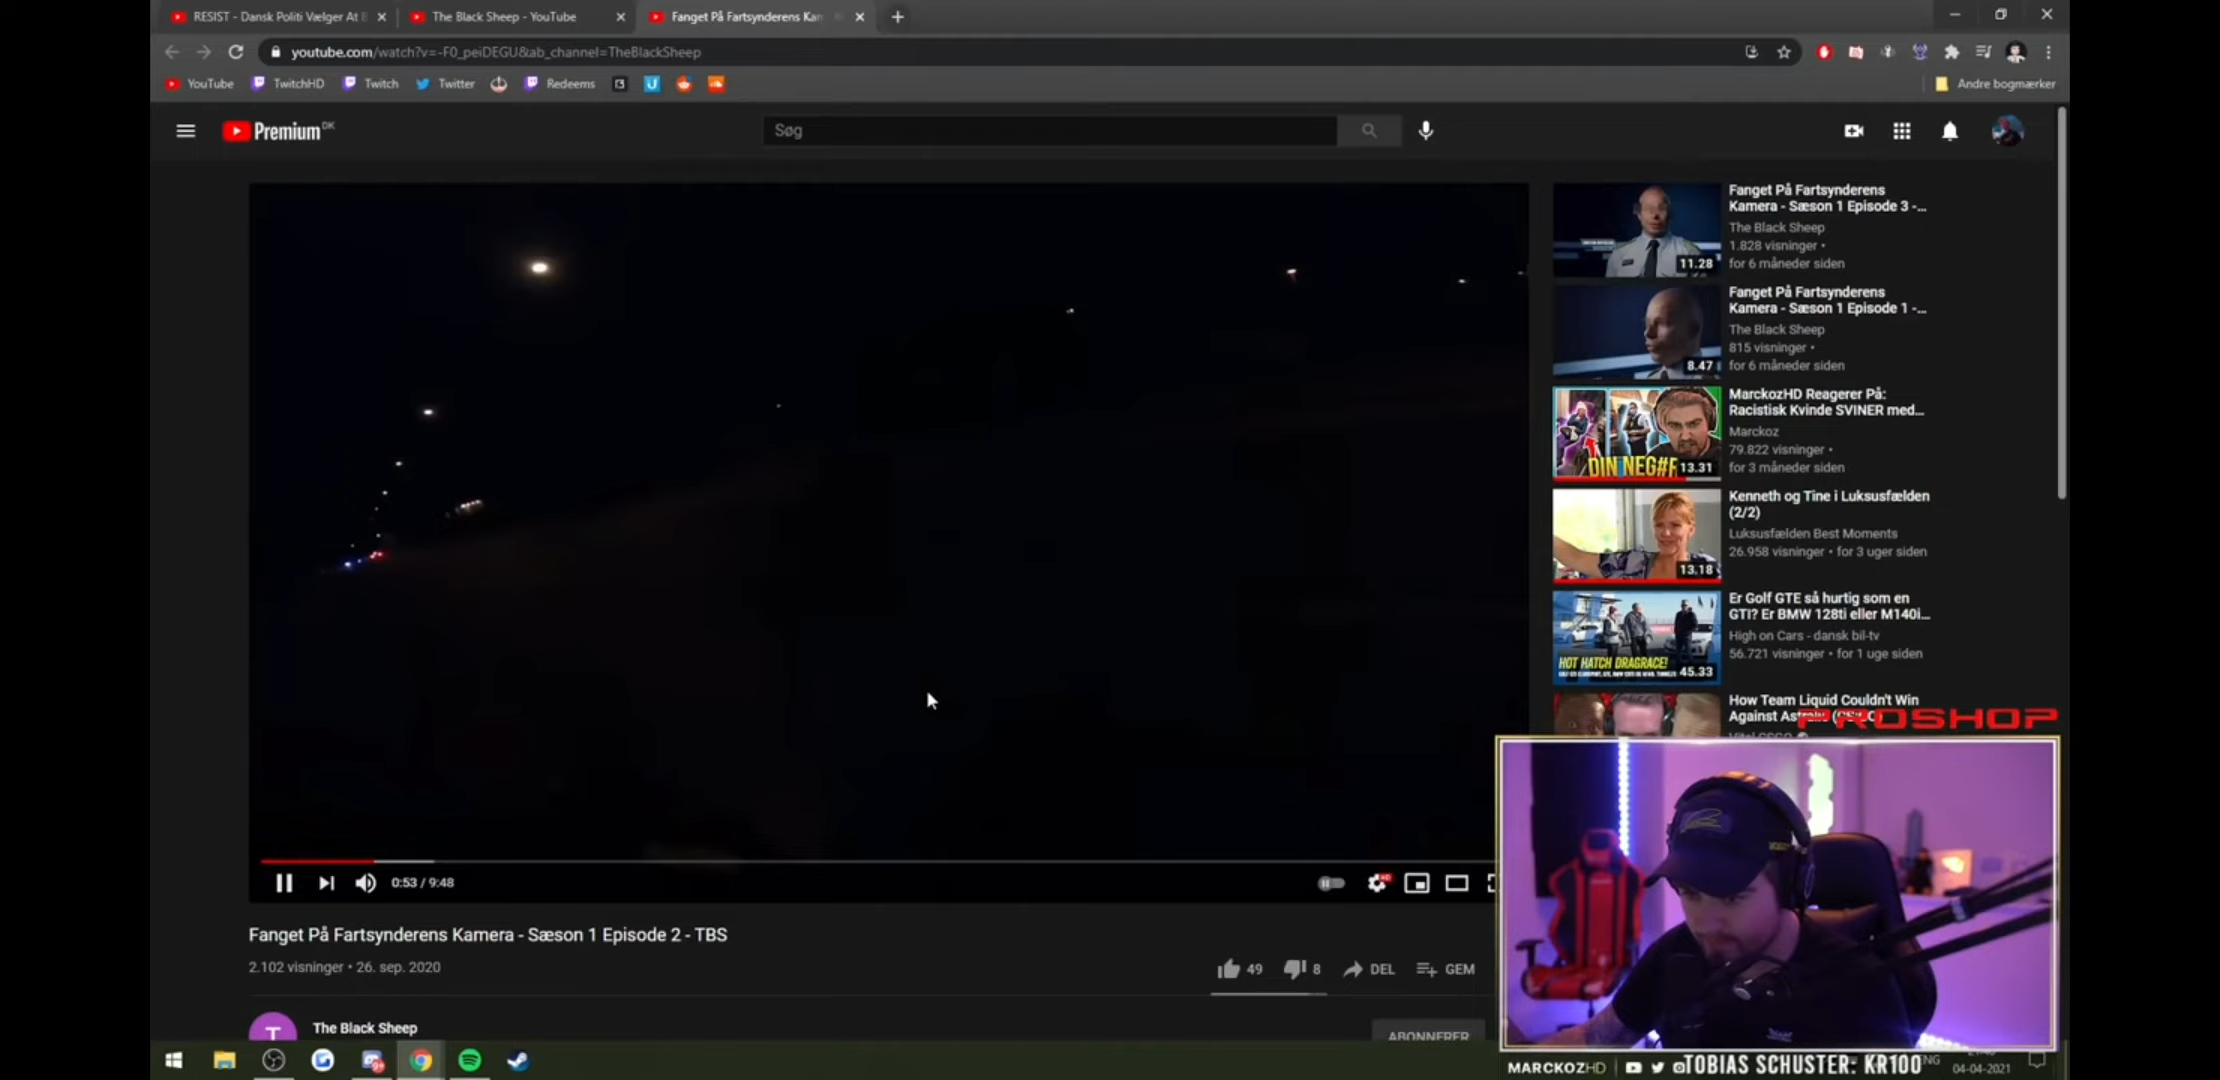 RESIST - Dansk Politi Vælger At
The Black Sheep - YouTube
Fanget På Fartsynderens Kam
youtube.com/watch?v=-F0_peiDEGU&ab_channel=TheBlackSheep
YouTube
TwitchHD
Twitch
Twitter
Redeems
Andre bogmærker
Premium DK
Søg
Fanget På Fartsynderens
Kamera - Sæson 1 Episode 3 -...
The Black Sheep
1.828 visninger •
for 6 måneder siden
11.28
Fanget På Fartsynderens
Kamera - Sæson 1 Episode 1 -...
The Black Sheep
815 visninger •
for 6 måneder siden
8.47
MarckozHD Reagerer På:
Racistisk Kvinde SVINER med...
Marckoz
79.822 visninger •
for 3 måneder siden
DIN NEG#R
13.31
Kenneth og Tine i Luksusfælden
(2/2)
Luksusfælden Best Moments
26.958 visninger • for 3 uger siden
13.18
Er Golf GTE så hurtig som en
GTI? Er BMW 128ti eller M140i...
High on Cars - dansk bil-tv
56.721 visninger • for 1 uge siden
HOT HATCH DRAGRACE!
45.33
How Team Liquid Couldn't Win
Against Astralis (CS:GO)
PROSHOP
0:53 / 9:48
Fanget På Fartsynderens Kamera - Sæson 1 Episode 2 - TBS
2.102 visninger • 26. sep. 2020
49
8
DEL
GEM
T
The Black Sheep
ABONNERER
MARCKOZHD
TOBIAS SCHUSTER: KR100
ENG
04-04-2021